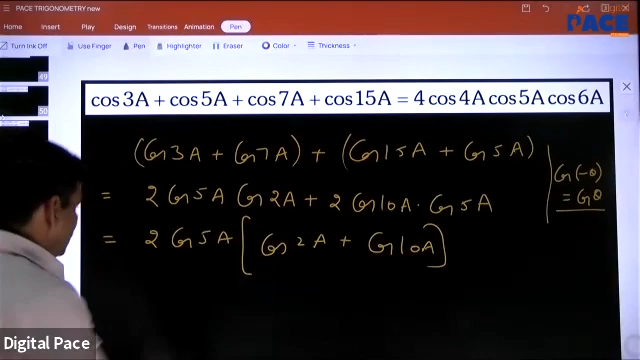 PACE TRIGONOMETRY new
Home Insert Draw Design Transitions Animation
PACE
Turn Ink Off Use Finger Pen Highlighter Eraser Color Thickness
49
50
cos 3A + cos 5A + cos 7A + cos 15A = 4 cos 4A cos 5A cos 6A
(Cos 3A + Cos 7A) + (Cos 15A + Cos 5A)
= 2 Cos 5A Cos 2A + 2 Cos 10A · Cos 5A
= 2 Cos 5A [Cos 2A + Cos 10A]
Cos(-θ)
= Cos θ
Digital Pace